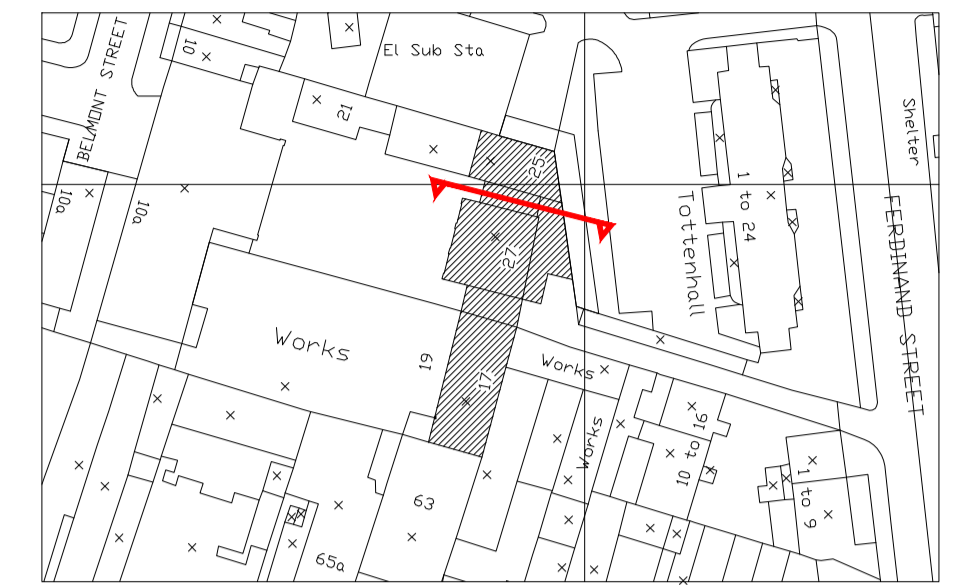 BELMONT STREET
10
El Sub Sta
21
25
Shelter
10a
10a
1 to 24
Tottenhall
27
FERDINAND STREET
Works
19
17
Works
Works
10 to 16
63
65a
1 to 9